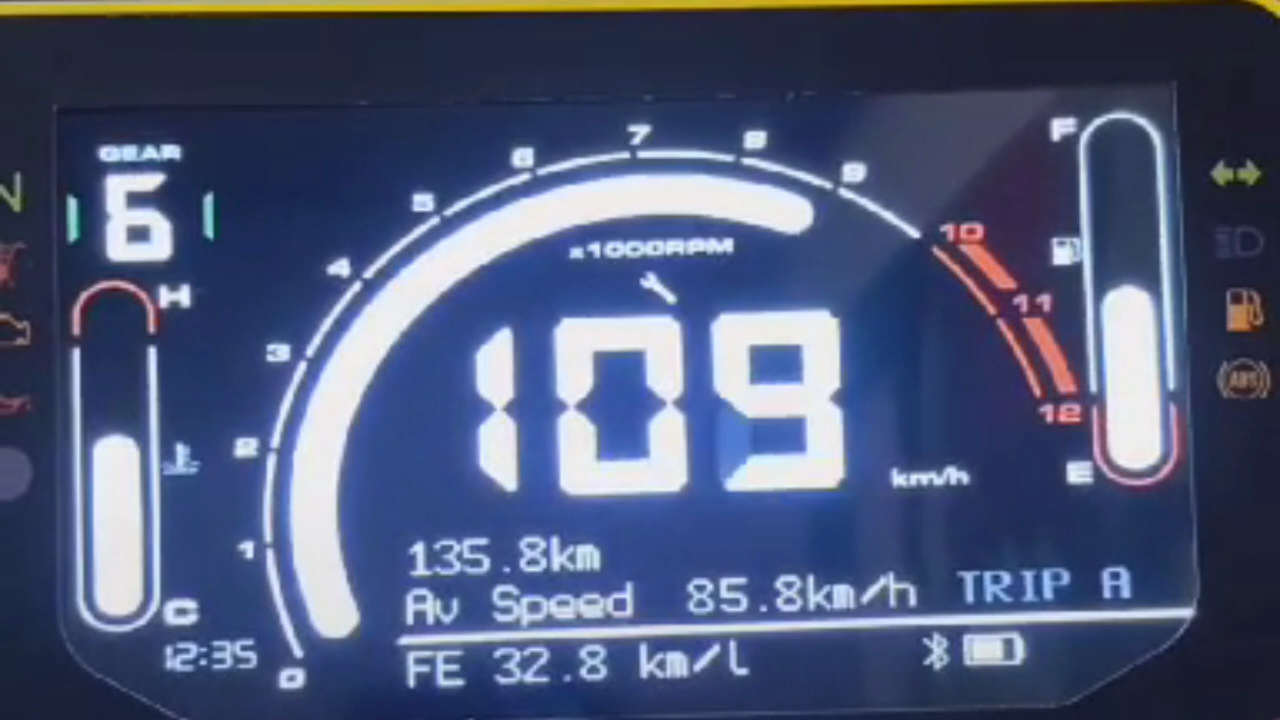 GEAR
6
N
H
C
12:35
0
1
2
3
4
5
6
7
8
9
10
11
12
x1000RPM
109
km/h
F
E
ABS
135.8km
Av Speed 85.8km/h TRIP A
FE 32.8 km/l